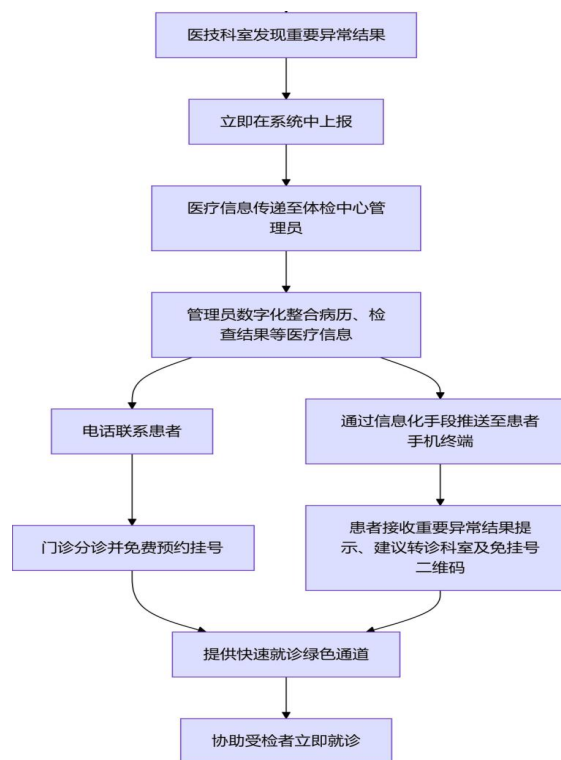 医技科室发现重要异常结果
立即在系统中上报
医疗信息传递至体检中心管
理员
管理员数字化整合病历、检
查结果等医疗信息
电话联系患者
通过信息化手段推送至患者
手机终端
门诊分诊并免费预约挂号
患者接收重要异常结果提
示、建议转诊科室及免挂号
二维码
提供快速就诊绿色通道
协助受检者立即就诊